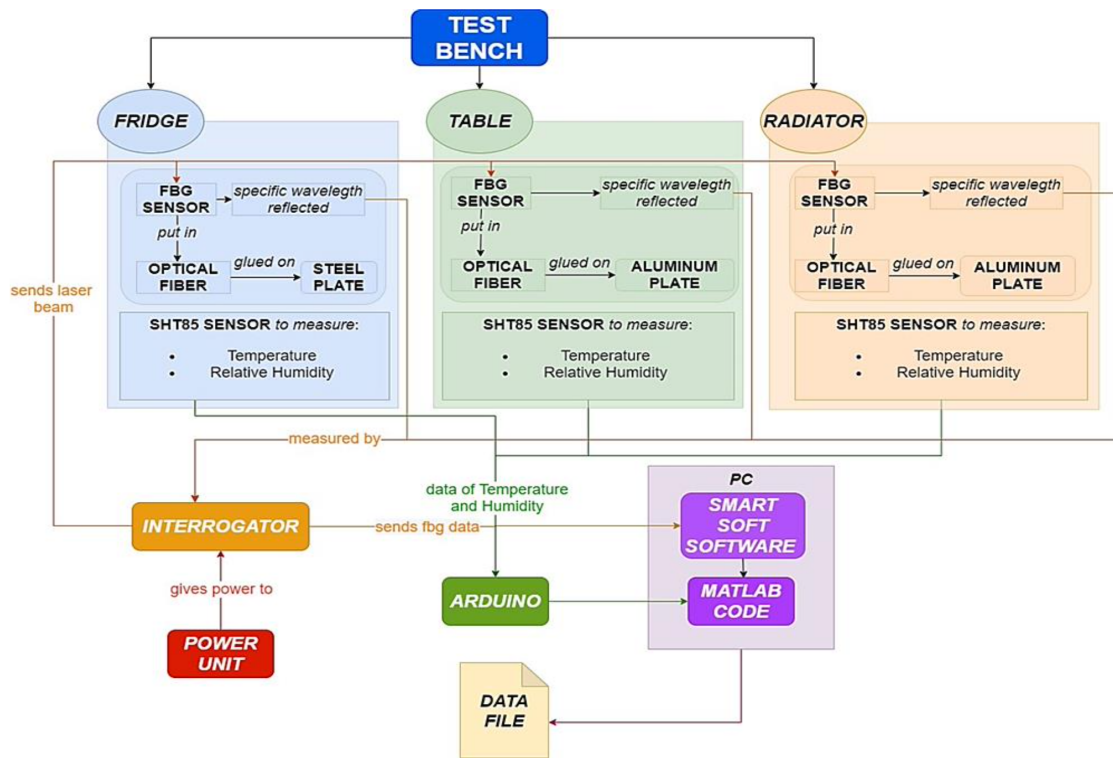 TEST
BENCH
FRIDGE
TABLE
RADIATOR
FBG
SENSOR
specific wavelegth
reflected
put in
OPTICAL
FIBER
glued on
STEEL
PLATE
SHT85 SENSOR to measure:
• Temperature
• Relative Humidity
FBG
SENSOR
specific wavelegth
reflected
put in
OPTICAL
FIBER
glued on
ALUMINUM
PLATE
SHT85 SENSOR to measure:
• Temperature
• Relative Humidity
FBG
SENSOR
specific wavelegth
reflected
put in
OPTICAL
FIBER
glued on
ALUMINUM
PLATE
SHT85 SENSOR to measure:
• Temperature
• Relative Humidity
sends laser
beam
measured by
data of Temperature
and Humidity
PC
INTERROGATOR
sends fbg data
SMART
SOFT
SOFTWARE
gives power to
ARDUINO
MATLAB
CODE
POWER
UNIT
DATA
FILE